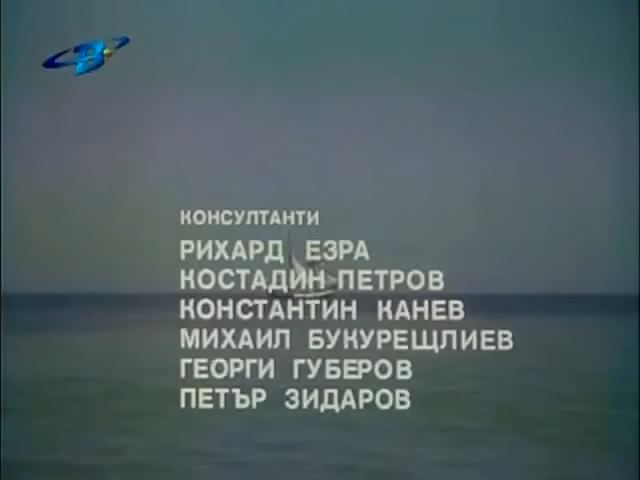 КОНСУЛТАНТИ
РИХАРД ЕЗРА
КОСТАДИН ПЕТРОВ
КОНСТАНТИН КАНЕВ
МИХАИЛ БУКУРЕЩЛИЕВ
ГЕОРГИ ГУБЕРОВ
ПЕТЪР ЗИДАРОВ